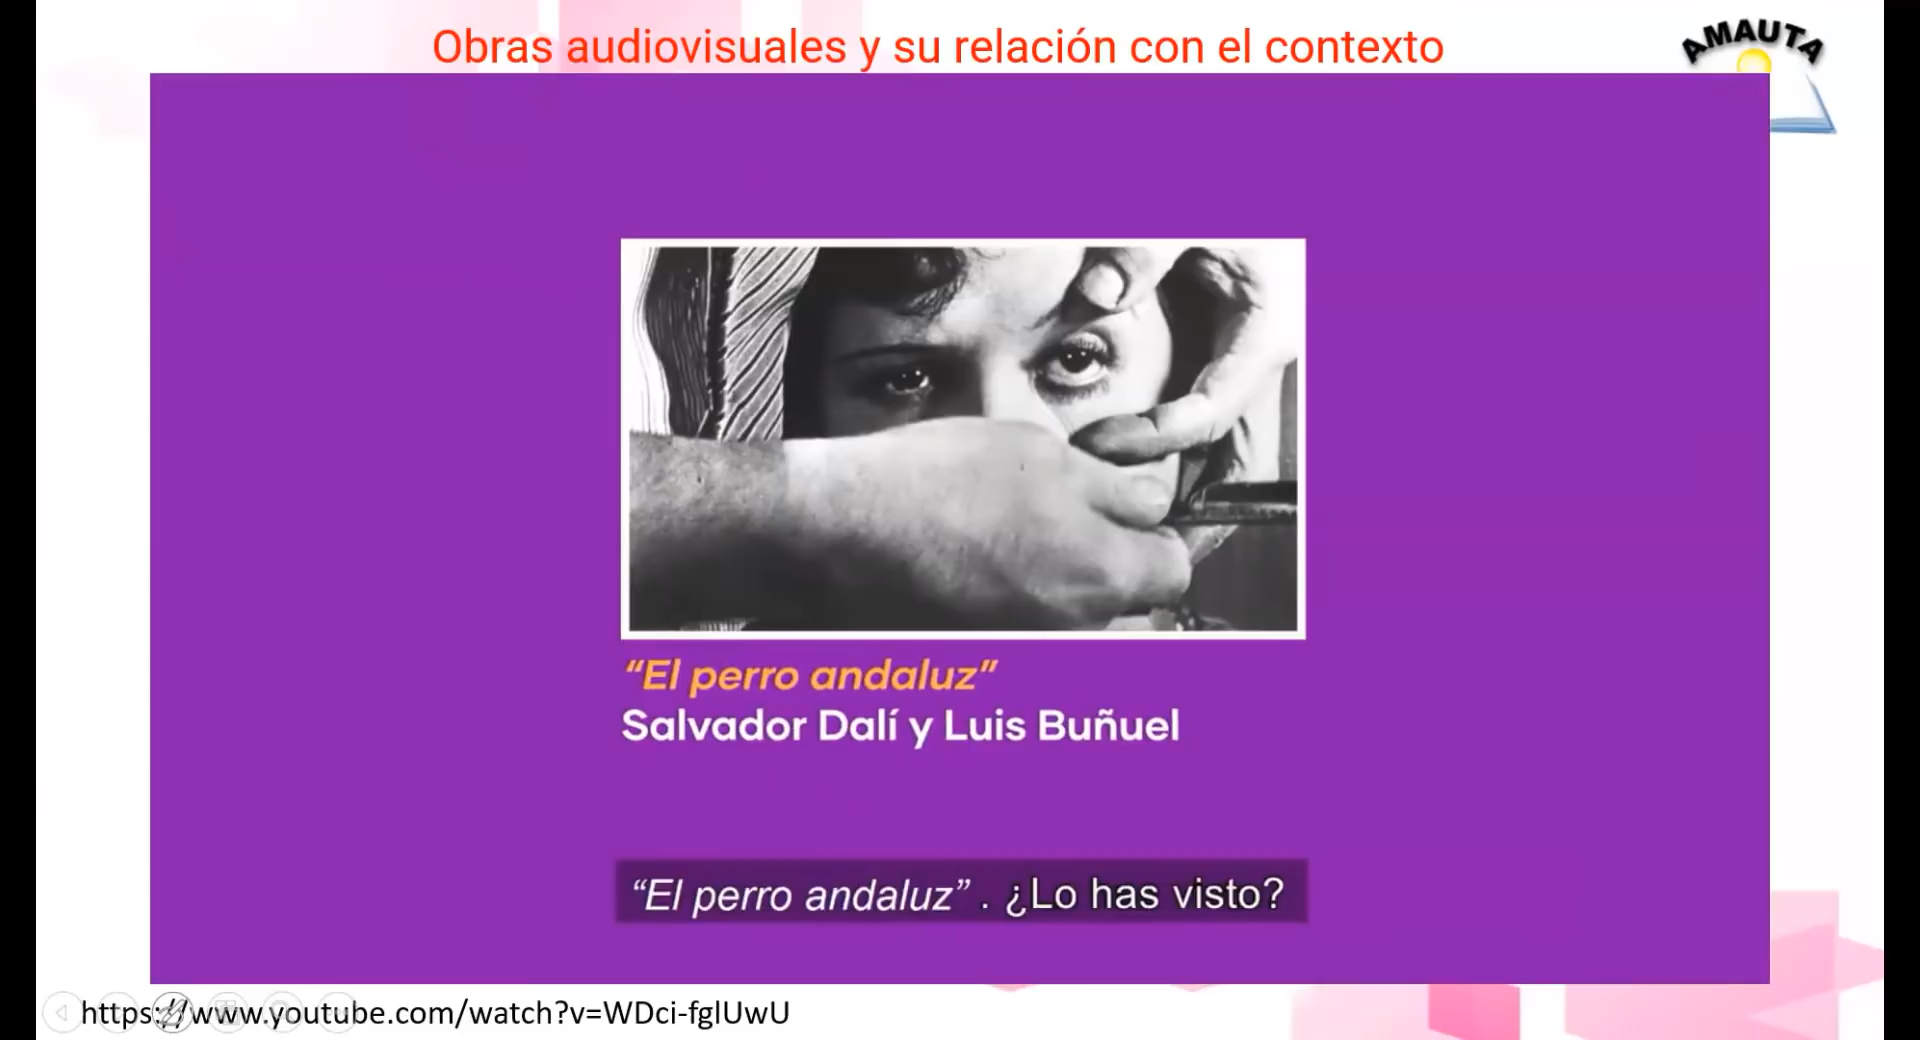 Obras audiovisuales y su relación con el contexto
AMAUTA
“El perro andaluz”
Salvador Dalí y Luis Buñuel
“El perro andaluz” . ¿Lo has visto?
https://www.youtube.com/watch?v=WDci-fglUwU